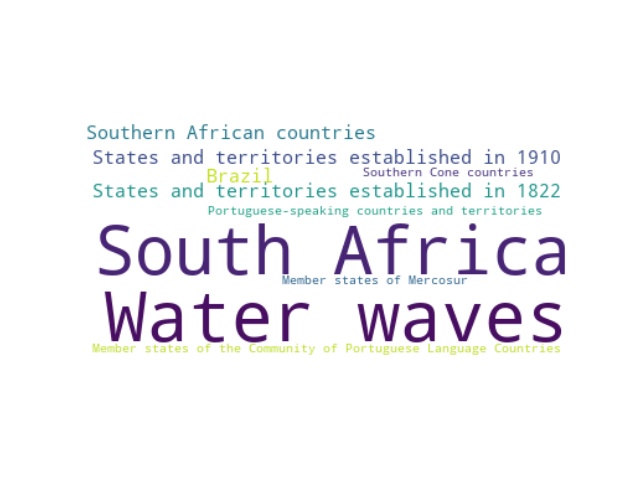 Southern African countries
States and territories established in 1910
Brazil
Southern Cone countries
States and territories established in 1822
Portuguese-speaking countries and territories
South Africa
Member states of Mercosur
Water waves
Member states of the Community of Portuguese Language Countries